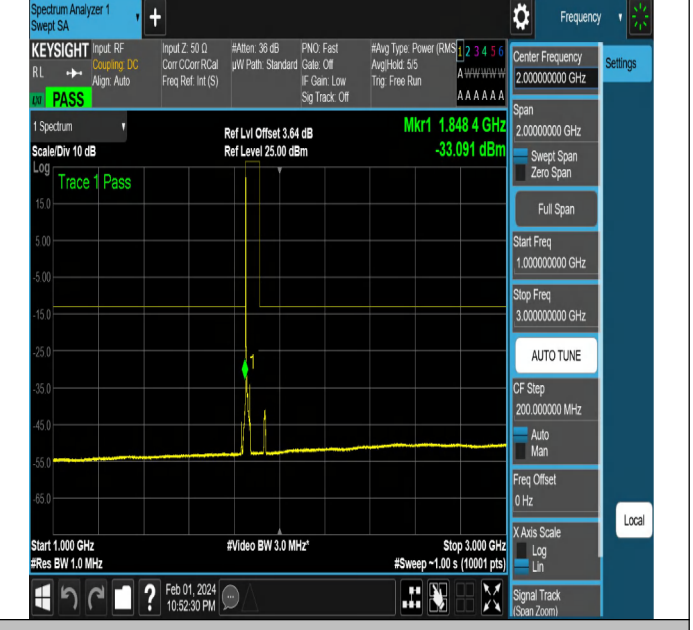 Spectrum Analyzer 1
Swept SA
Frequency
Settings
KEYSIGHT
RL
PASS
Input: RF
Coupling: DC
Align: Auto
Input Z: 50 Ω
Corr CCorr RCal
Freq Ref: Int (S)
#Atten: 36 dB
µW Path: Standard
PNO: Fast
Gate: Off
IF Gain: Low
Sig Track: Off
#Avg Type: Power (RMS
Avg|Hold: 5/5
Trig: Free Run
1 2 3 4 5 6
A W W W W W
A A A A A A
1 Spectrum
Scale/Div 10 dB
Ref Lvl Offset 3.64 dB
Ref Level 25.00 dBm
Mkr1 1.848 4 GHz
-33.091 dBm
Log
Trace 1 Pass
15.0
5.00
-5.00
-15.0
-25.0
-35.0
-45.0
-55.0
-65.0
1
Start 1.000 GHz
#Res BW 1.0 MHz
#Video BW 3.0 MHz*
Stop 3.000 GHz
#Sweep ~1.00 s (10001 pts)
Feb 01, 2024
10:52:30 PM
Center Frequency
2.000000000 GHz
Span
2.00000000 GHz
Swept Span
Zero Span
Full Span
Start Freq
1.000000000 GHz
Stop Freq
3.000000000 GHz
AUTO TUNE
CF Step
200.000000 MHz
Auto
Man
Freq Offset
0 Hz
X Axis Scale
Log
Lin
Signal Track
(Span Zoom)
Local